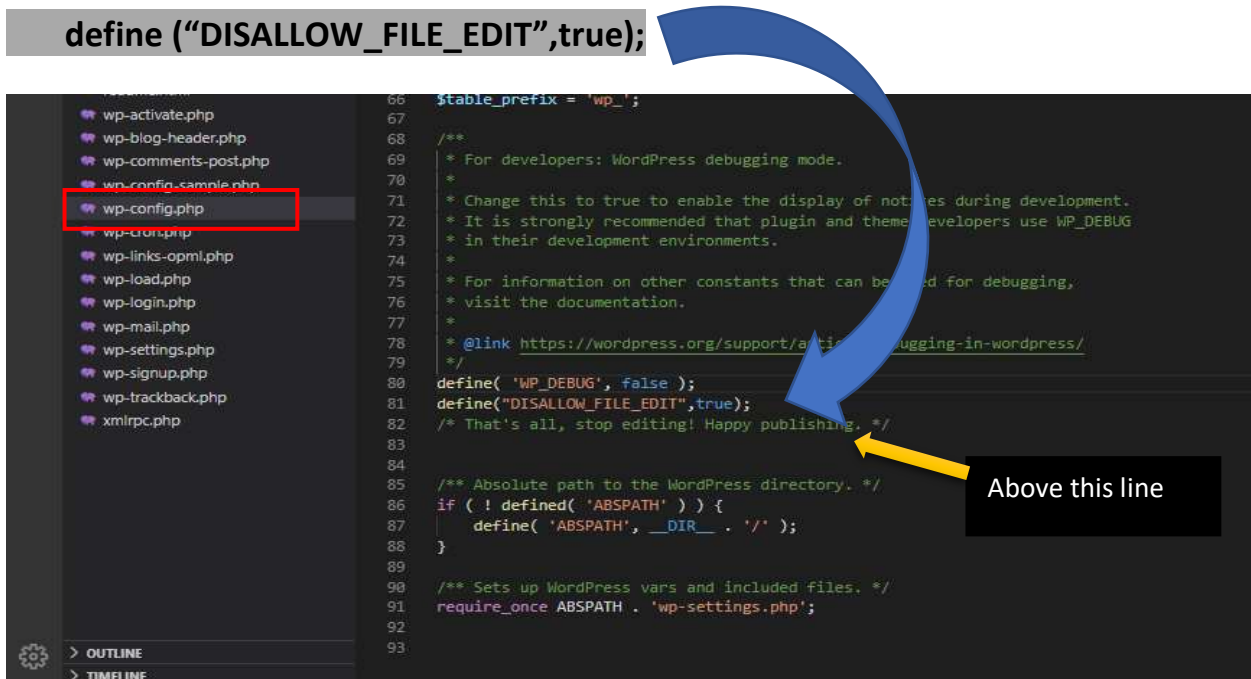 define (“DISALLOW_FILE_EDIT”,true);
wp-activate.php
wp-blog-header.php
wp-comments-post.php
wp-config-sample.php
wp-config.php
wp-cron.php
wp-links-opml.php
wp-load.php
wp-login.php
wp-mail.php
wp-settings.php
wp-signup.php
wp-trackback.php
xmlrpc.php
> OUTLINE
> TIMELINE
66 $table_prefix = 'wp_';
67
68 /**
69 * For developers: WordPress debugging mode.
70 *
71 * Change this to true to enable the display of during development.
72 * It is strongly recommended that plugin and theme use WP_DEBUG
73 * in their development environments.
74 *
75 * For information on other constants that can be for debugging,
76 * visit the documentation.
77 *
78 * @link https://wordpress.org/support/
79 */
80 define( 'WP_DEBUG', false );
81 define("DISALLOW_FILE_EDIT",true);
82 /* That's all, stop editing! Happy publishing. */
83
84
85 /** Absolute path to the WordPress directory. */
86 if ( ! defined( 'ABSPATH' ) ) {
87 define( 'ABSPATH', __DIR__ . '/' );
88 }
89
90 /** Sets up WordPress vars and included files. */
91 require_once ABSPATH . 'wp-settings.php';
92
93
Above this line